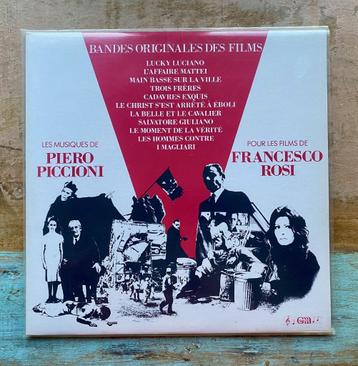 BANDES ORIGINALES DES FILMS
LUCKY LUCIANO
L'AFFAIRE MATTEI
MAIN BASSE SUR LA VILLE
TROIS FRÈRES
CADAVRES EXQUIS
LE CHRIST S'EST ARRÊTÉ À ÉBOLI
LA BELLE ET LE CAVALIER
SALVATORE GIULIANO
LE MOMENT DE LA VÉRITÉ
LES HOMMES CONTRE
I MAGLIARI
LES MUSIQUES DE
PIERO
PICCIONI
POUR LES FILMS DE
FRANCESCO
ROSI